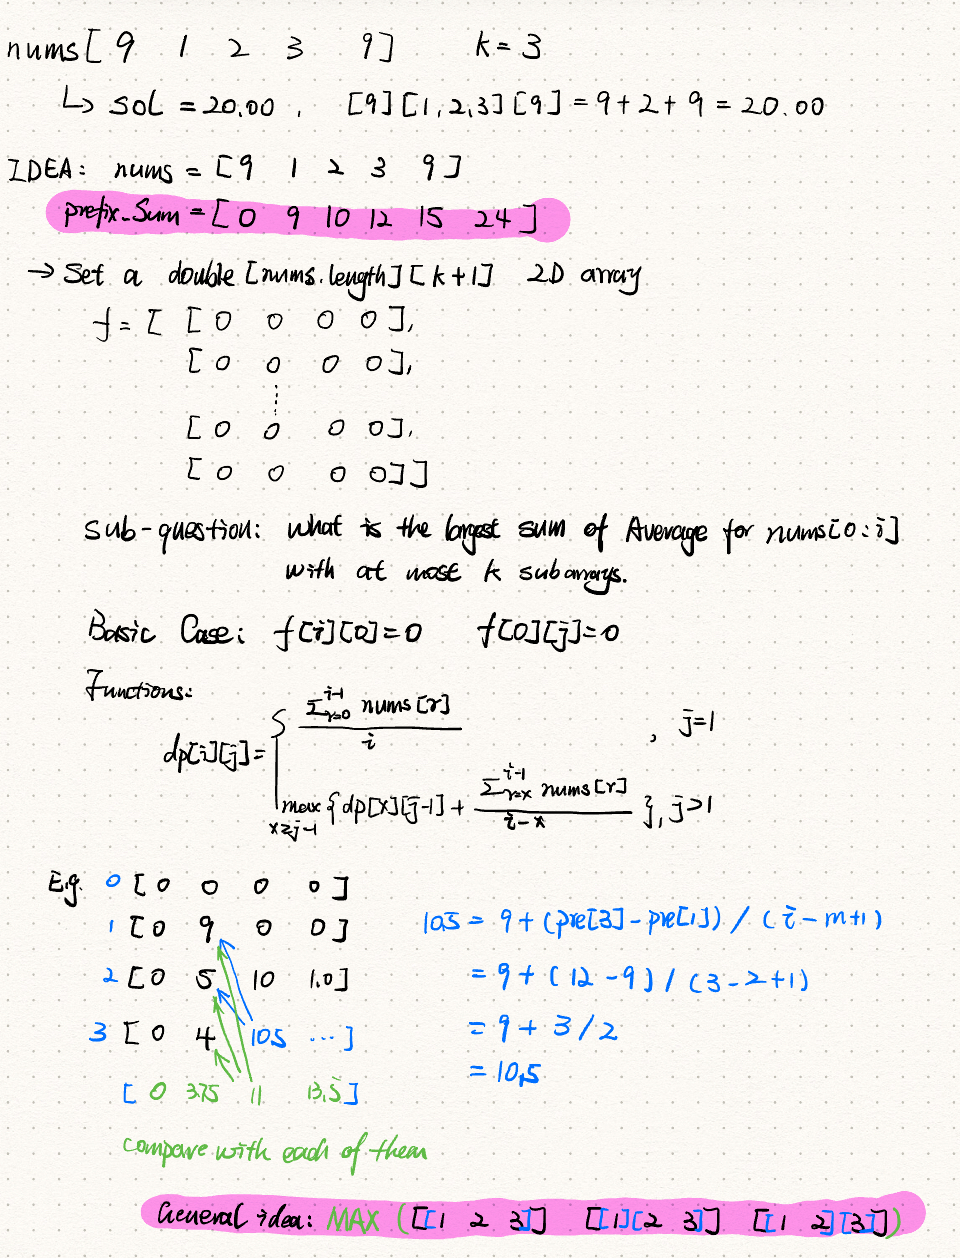 nums[ 9 1 2 3 9] k = 3
↳ sol = 20.00 , [9][1,2,3][9] = 9+2+9 = 20.00
IDEA: nums = [9 1 2 3 9]
prefix_Sum = [ 0 9 10 12 15 24 ]
→ Set a double [nums.length][k+1] 2D array
f = [ [ 0 0 0 0 ],
[ 0 0 0 0 ],
[ 0 0 0 0 ],
[ 0 0 0 0 ] ]
sub-question: what is the largest sum of Average for nums[0:i]
with at most k subarrays.
Basic Case: f[i][0]=0 f[0][j]=0
Functions:
dp[i][j] = { \frac{Σ_{r=0}^{i-1} nums[r]}{i} , j=1
max_{x≥j-1} { dp[x][j-1] + \frac{Σ_{r=x}^{i-1} nums[r]}{i-x} }, j>1
E.g. 0 [ 0 0 0 0 ]
1 [ 0 9 0 0 ]
10.5 = 9 + (pre[3] - pre[1]) / (i-m+1)
2 [ 0 5 10 1.0 ]
= 9 + (12-9) / (3-2+1)
3 [ 0 4 10.5 ... ]
= 9 + 3/2
= 10.5
[ 0 3.75 11 13.5 ]
compare with each of them
General idea: MAX ([[1 2 3]] [[1][2 3]] [[1 2][3]])